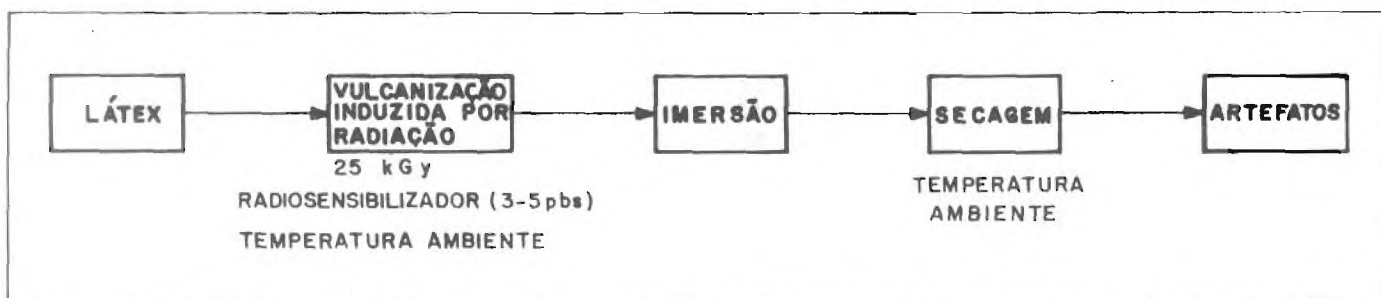 LÁTEX
VULCANIZAÇÃO
INDUZIDA POR
RADIAÇÃO
25 kGy
RADIOSENSIBILIZADOR (3-5pbs)
TEMPERATURA AMBIENTE
IMERSÃO
SECAGEM
TEMPERATURA
AMBIENTE
ARTEFATOS